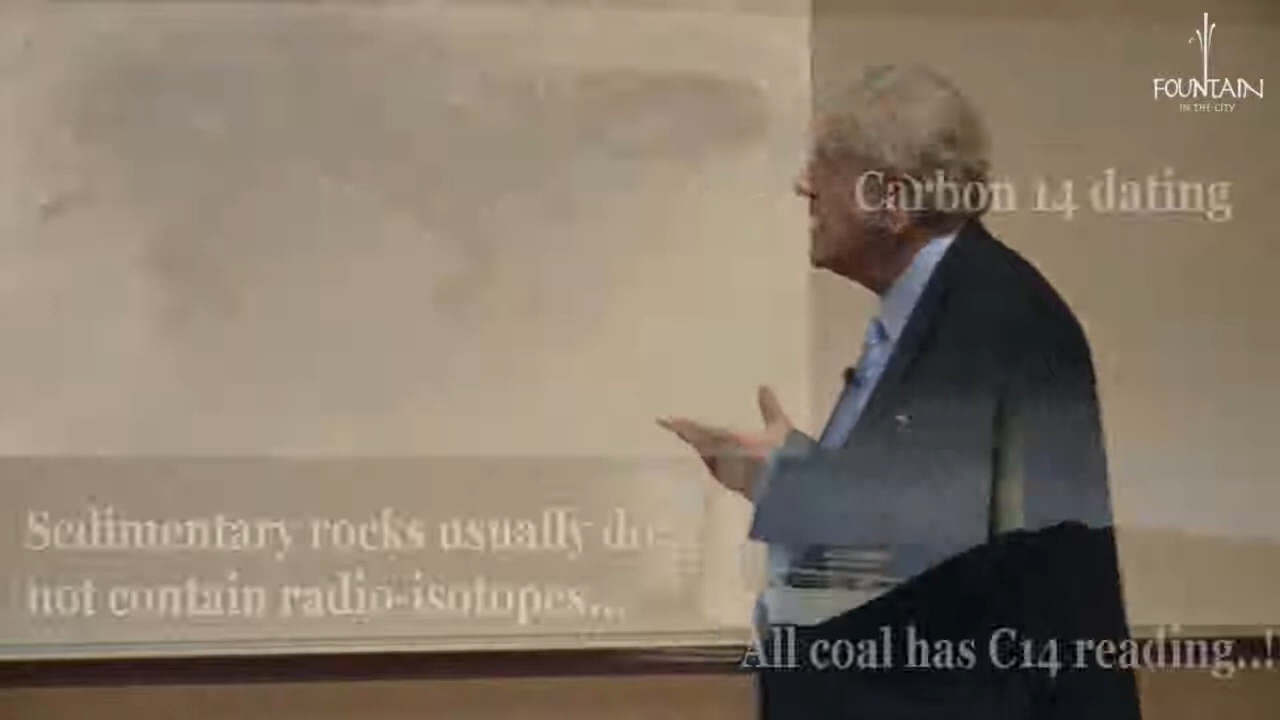 FOUNTAIN
IN THE CITY
Carbon 14 dating
Sedimentary rocks usually do
not contain radio-isotopes...
All coal has C14 reading...!